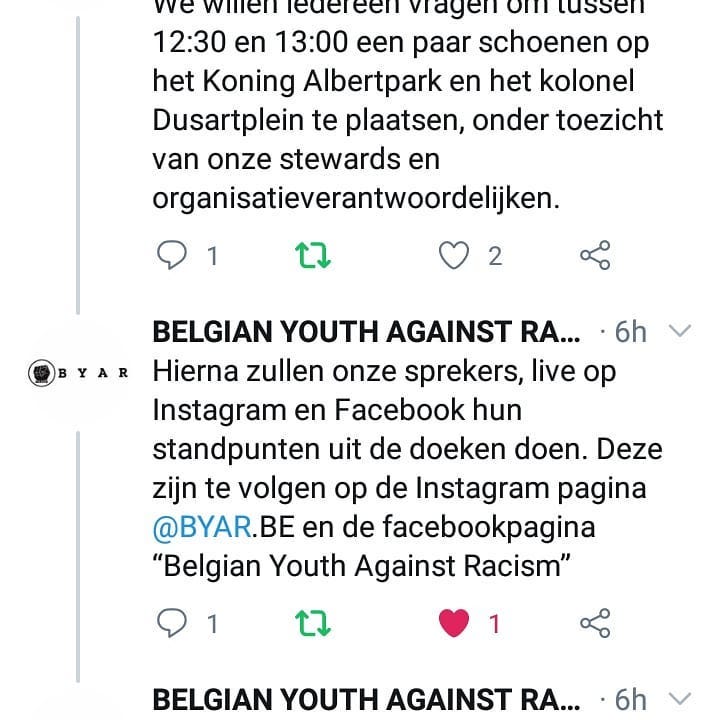 We willen iedereen vragen om tussen
12:30 en 13:00 een paar schoenen op
het Koning Albertpark en het kolonel
Dusartplein te plaatsen, onder toezicht
van onze stewards en
organisatieverantwoordelijken.
1 2
BELGIAN YOUTH AGAINST RA... · 6h
BYAR
Hierna zullen onze sprekers, live op
Instagram en Facebook hun
standpunten uit de doeken doen. Deze
zijn te volgen op de Instagram pagina
@BYAR.BE en de facebookpagina
“Belgian Youth Against Racism”
1 1
BELGIAN YOUTH AGAINST RA... · 6h